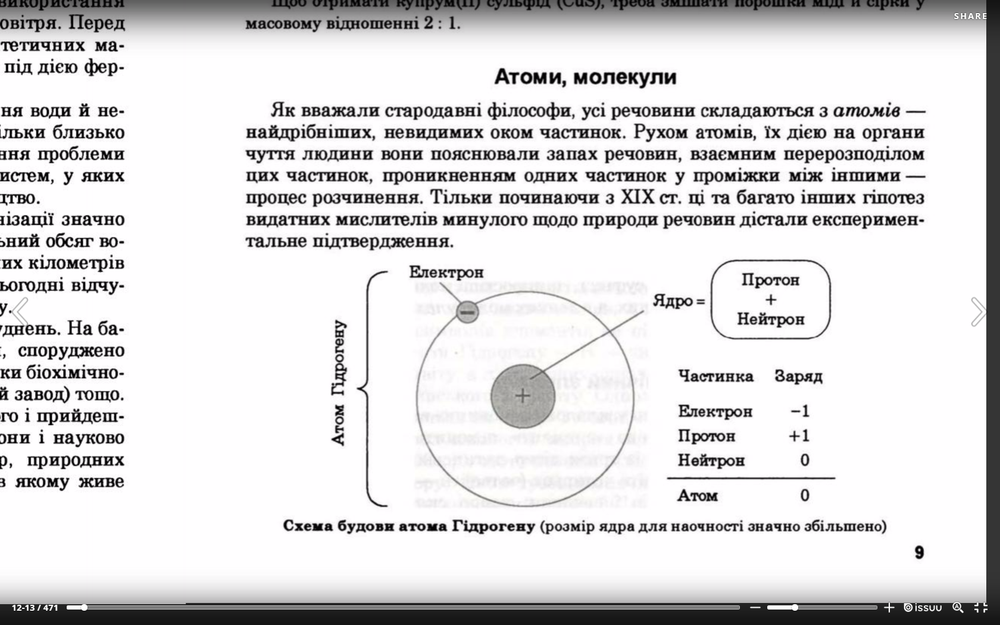 використання
овітря. Перед
тетичних ма-
під дією фер-
ня води й не-
ільки близько
ння проблеми
истем, у яких
цтво.
нізації значно
ьний обсяг во-
их кілометрів
ьогодні відчу-
у.
уднень. На ба-
, споруджено
ки біохімічно-
й завод) тощо.
го і прийдеш-
они і науково
р, природних
в якому живе
Щоб отримати купрум(ІІ) сульфід (CuS), треба змішати порошки міді й сірки у
масовому відношенні 2 : 1.
Атоми, молекули
Як вважали стародавні філософи, усі речовини складаються з атомів —
найдрібніших, невидимих оком частинок. Рухом атомів, їх дією на органи
чуття людини вони пояснювали запах речовин, взаємним перерозподілом
цих частинок, проникненням одних частинок у проміжки між іншими —
процес розчинення. Тільки починаючи з XIX ст. ці та багато інших гіпотез
видатних мислителів минулого щодо природи речовин дістали експеримен-
тальне підтвердження.
Атом Гідрогену
Електрон
−
+
Ядро =
Протон
+
Нейтрон
Частинка Заряд
Електрон −1
Протон +1
Нейтрон 0
Атом 0
Схема будови атома Гідрогену (розмір ядра для наочності значно збільшено)
9
SHARE
12-13 / 471
issuu